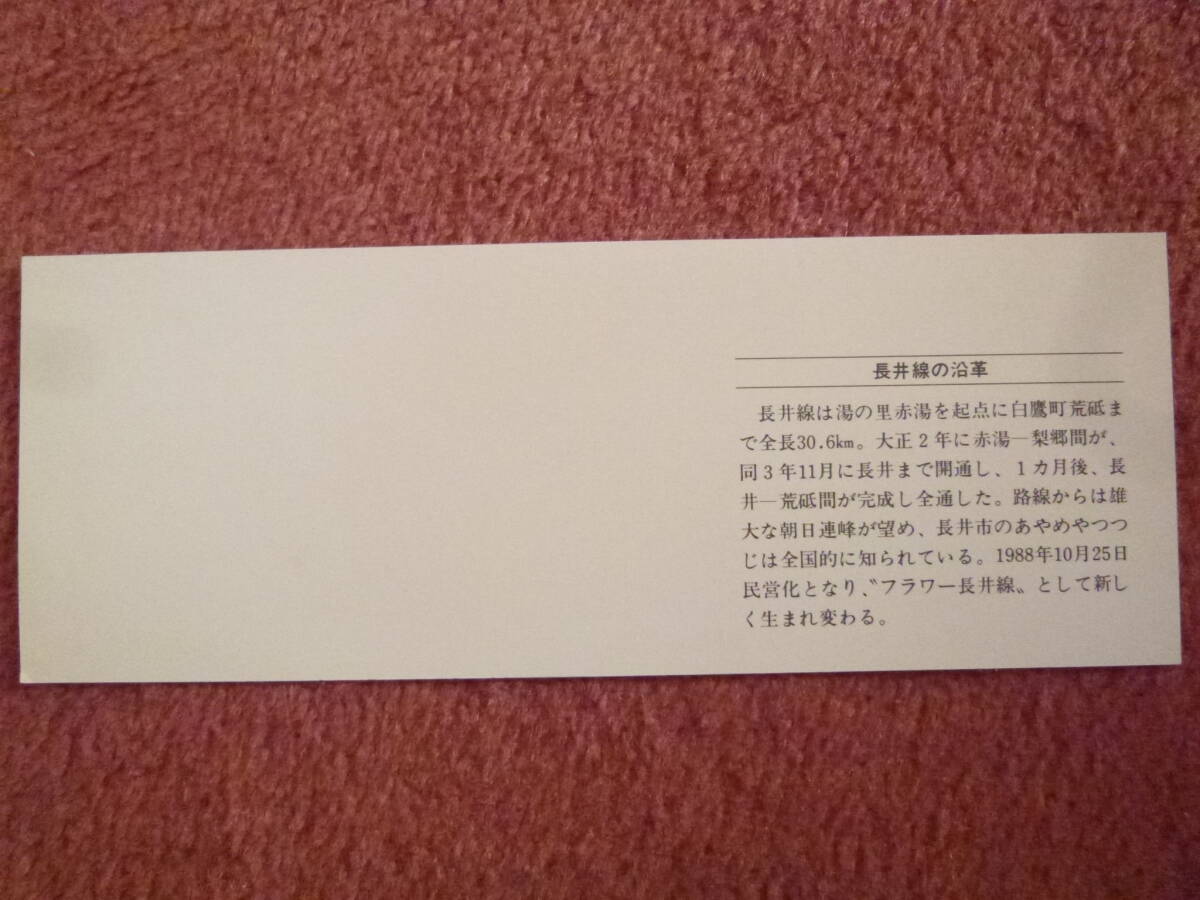 長井線の沿革
長井線は湯の里赤湯を起点に白鷹町荒砥ま
で全長30.6km。大正2年に赤湯―梨郷間が、
同3年11月に長井まで開通し、1カ月後、長
井―荒砥間が完成し全通した。路線からは雄
大な朝日連峰が望め、長井市のあやめやつつ
じは全国的に知られている。1988年10月25日
民営化となり、〝フラワー長井線〟として新し
く生まれ変わる。